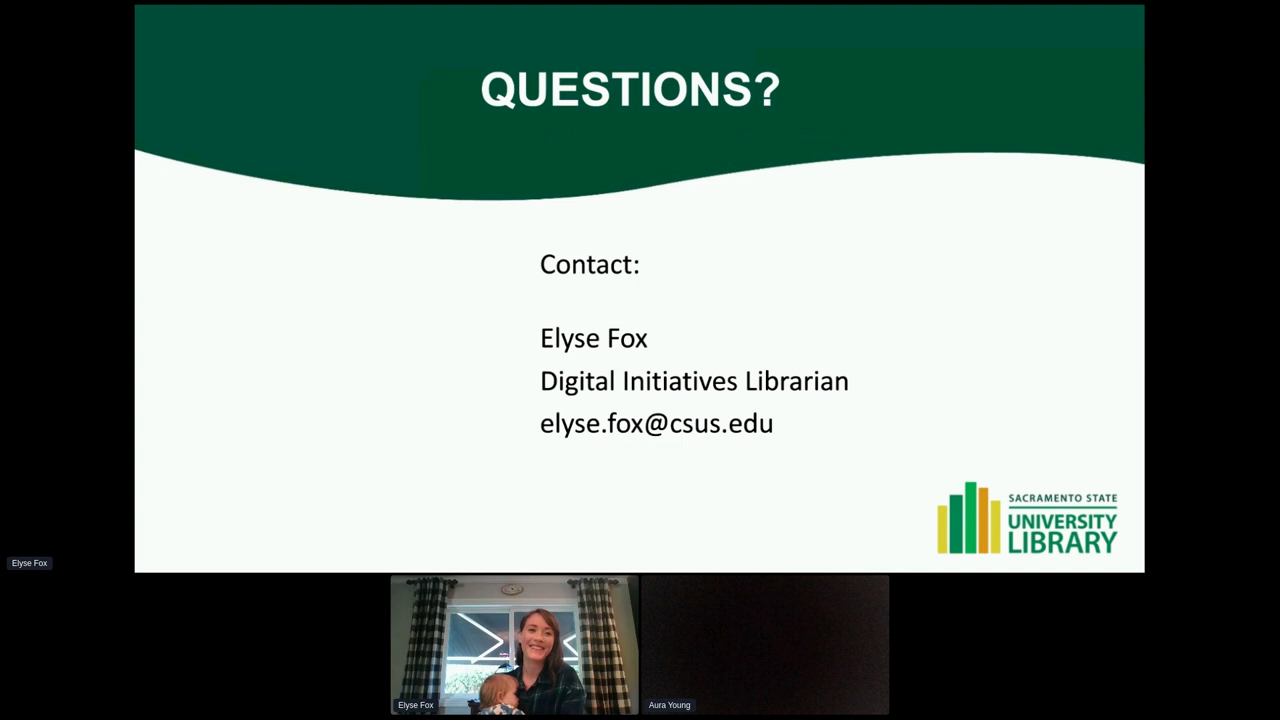 QUESTIONS?
Contact:
Elyse Fox
Digital Initiatives Librarian
elyse.fox@csus.edu
SACRAMENTO STATE
UNIVERSITY
LIBRARY
Elyse Fox
Elyse Fox
Aura Young